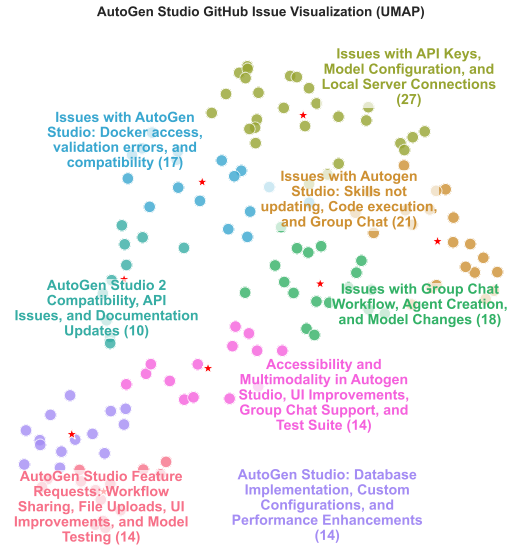 AutoGen Studio GitHub Issue Visualization (UMAP)
Issues with API Keys,
Model Configuration, and
Local Server Connections
(27)
Issues with AutoGen
Studio: Docker access,
validation errors, and
compatibility (17)
Issues with Autogen
Studio: Skills not
updating, Code execution,
and Group Chat (21)
AutoGen Studio 2
Compatibility, API
Issues, and Documentation
Updates (10)
Issues with Group Chat
Workflow, Agent Creation,
and Model Changes (18)
Accessibility and
Multimodality in Autogen
Studio, UI Improvements,
Group Chat Support, and
Test Suite (14)
AutoGen Studio Feature
Requests: Workflow
Sharing, File Uploads, UI
Improvements, and Model
Testing (14)
AutoGen Studio: Database
Implementation, Custom
Configurations, and
Performance Enhancements
(14)